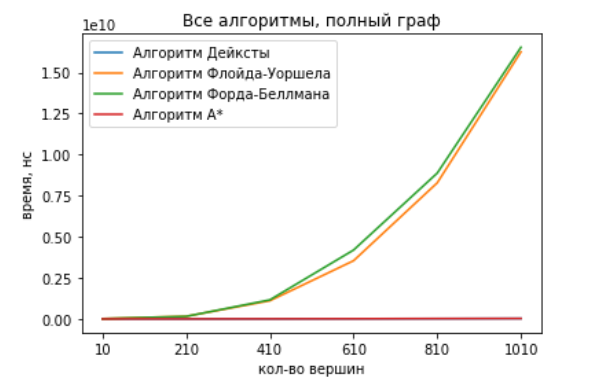 Все алгоритмы, полный граф
1e10
Алгоритм Дейксты
Алгоритм Флойда-Уоршела
Алгоритм Форда-Беллмана
Алгоритм A*
1.50
1.25
1.00
0.75
0.50
0.25
0.00
время, нс
10 210 410 610 810 1010
кол-во вершин